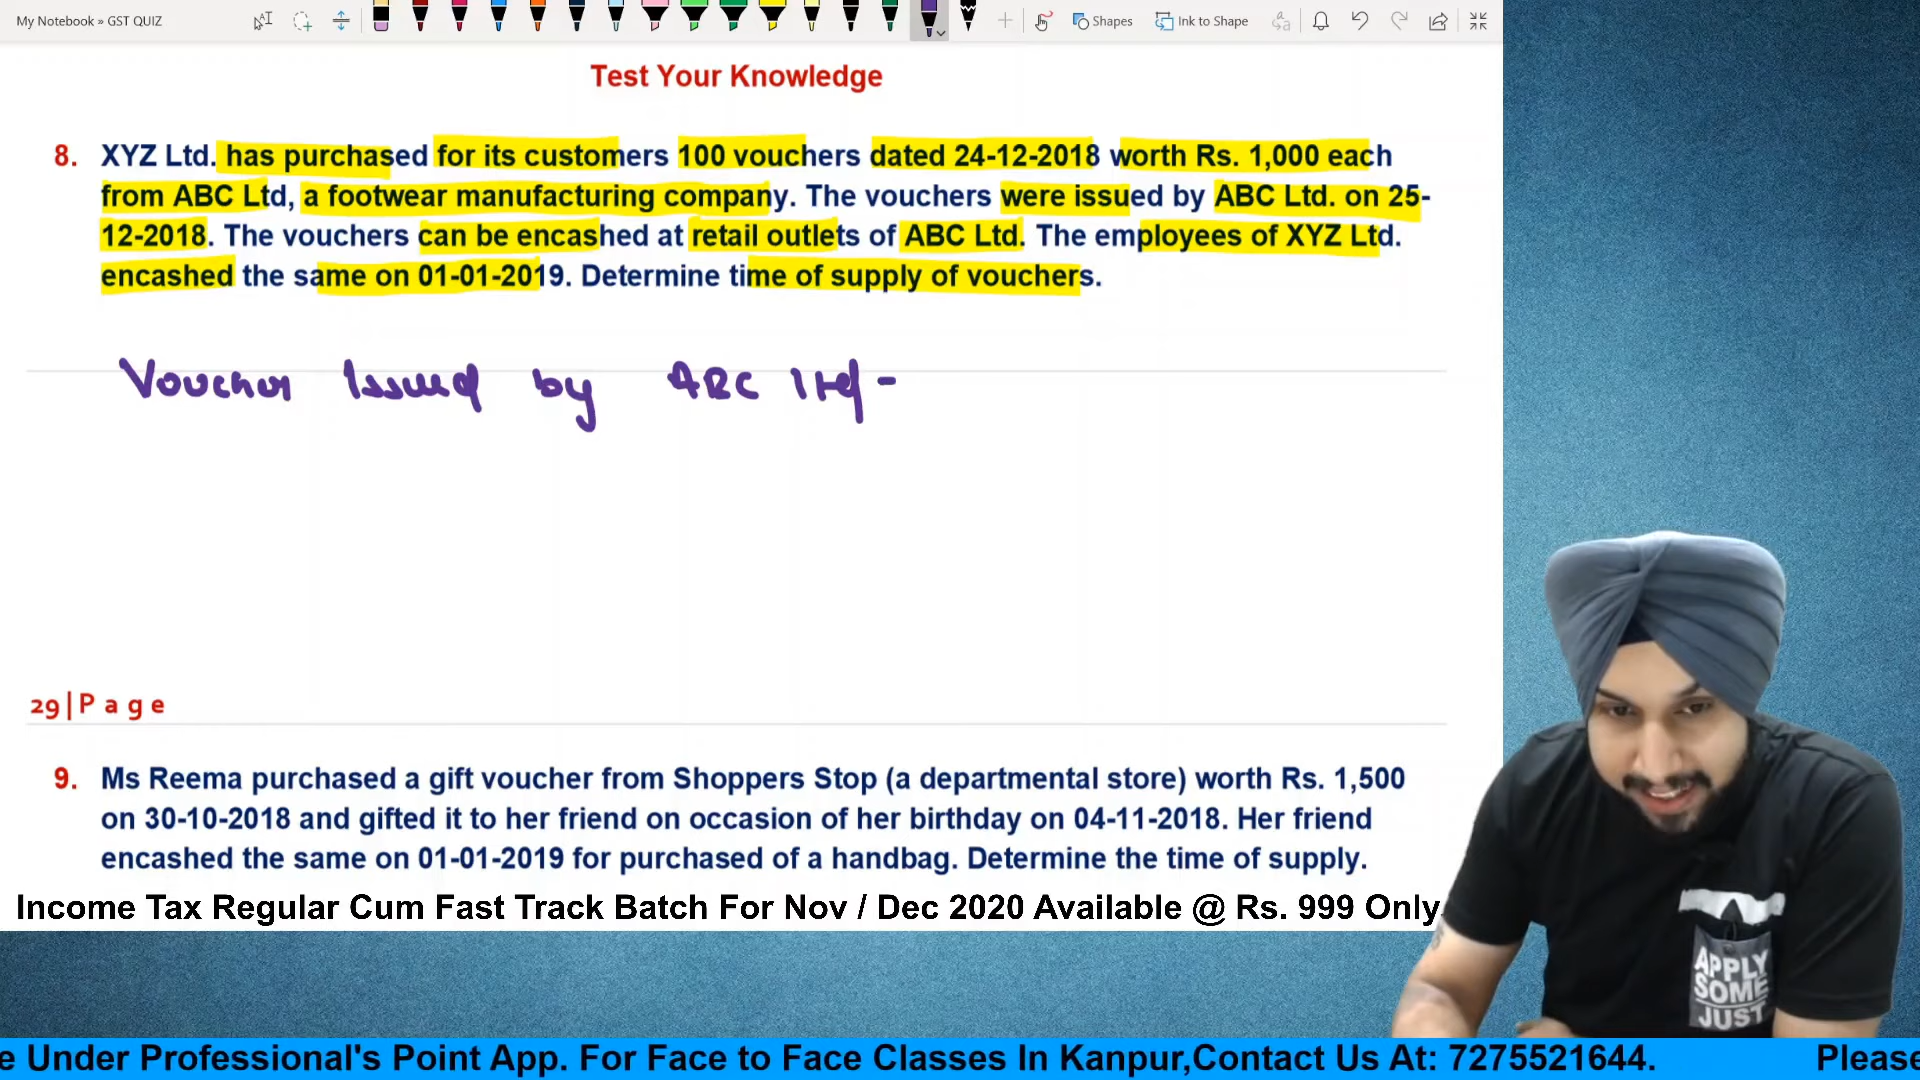 My Notebook » GST QUIZ
Shapes
Ink to Shape
Test Your Knowledge
8. XYZ Ltd. has purchased for its customers 100 vouchers dated 24-12-2018 worth Rs. 1,000 each
from ABC Ltd, a footwear manufacturing company. The vouchers were issued by ABC Ltd. on 25-
12-2018. The vouchers can be encashed at retail outlets of ABC Ltd. The employees of XYZ Ltd.
encashed the same on 01-01-2019. Determine time of supply of vouchers.
Voucher Issued by ABC Ltd -
29|Page
9. Ms Reema purchased a gift voucher from Shoppers Stop (a departmental store) worth Rs. 1,500
on 30-10-2018 and gifted it to her friend on occasion of her birthday on 04-11-2018. Her friend
encashed the same on 01-01-2019 for purchased of a handbag. Determine the time of supply.
Income Tax Regular Cum Fast Track Batch For Nov / Dec 2020 Available @ Rs. 999 Only.
APPLY
SOME
JUST
e Under Professional's Point App. For Face to Face Classes In Kanpur,Contact Us At: 7275521644. Please